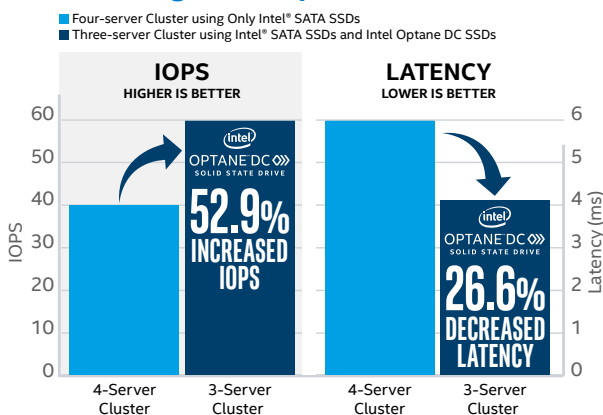 Four-server Cluster using Only Intel® SATA SSDs
Three-server Cluster using Intel® SATA SSDs and Intel Optane DC SSDs
IOPS
HIGHER IS BETTER
60
50
40
30
20
10
0
IOPS
intel
OPTANE DC
SOLID STATE DRIVE
52.9%
INCREASED
IOPS
4-Server
Cluster
3-Server
Cluster
LATENCY
LOWER IS BETTER
intel
OPTANE DC
SOLID STATE DRIVE
26.6%
DECREASED
LATENCY
6
5
4
3
2
1
0
Latency (ms)
4-Server
Cluster
3-Server
Cluster